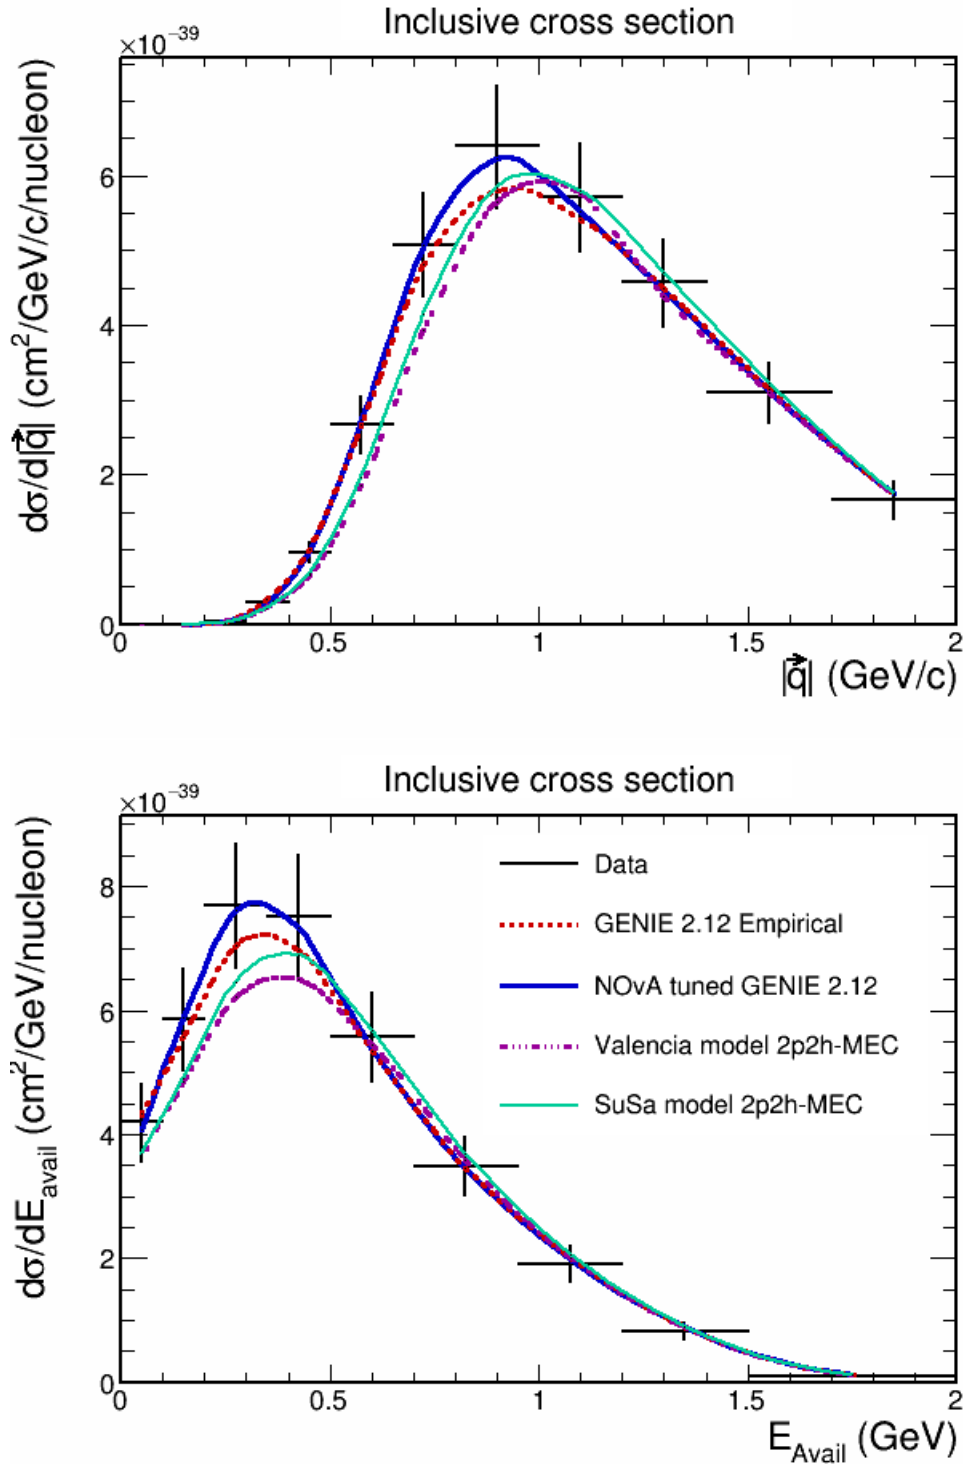 Inclusive cross section
×10⁻³⁹
dσ/d|q⃗| (cm²/GeV/c/nucleon)
6
4
2
0
0 0.5 1 1.5 2
|q⃗| (GeV/c)
Inclusive cross section
×10⁻³⁹
dσ/dE_avail (cm²/GeV/nucleon)
8
6
4
2
0
Data
GENIE 2.12 Empirical
NOvA tuned GENIE 2.12
Valencia model 2p2h-MEC
SuSa model 2p2h-MEC
0 0.5 1 1.5 2
E_Avail (GeV)